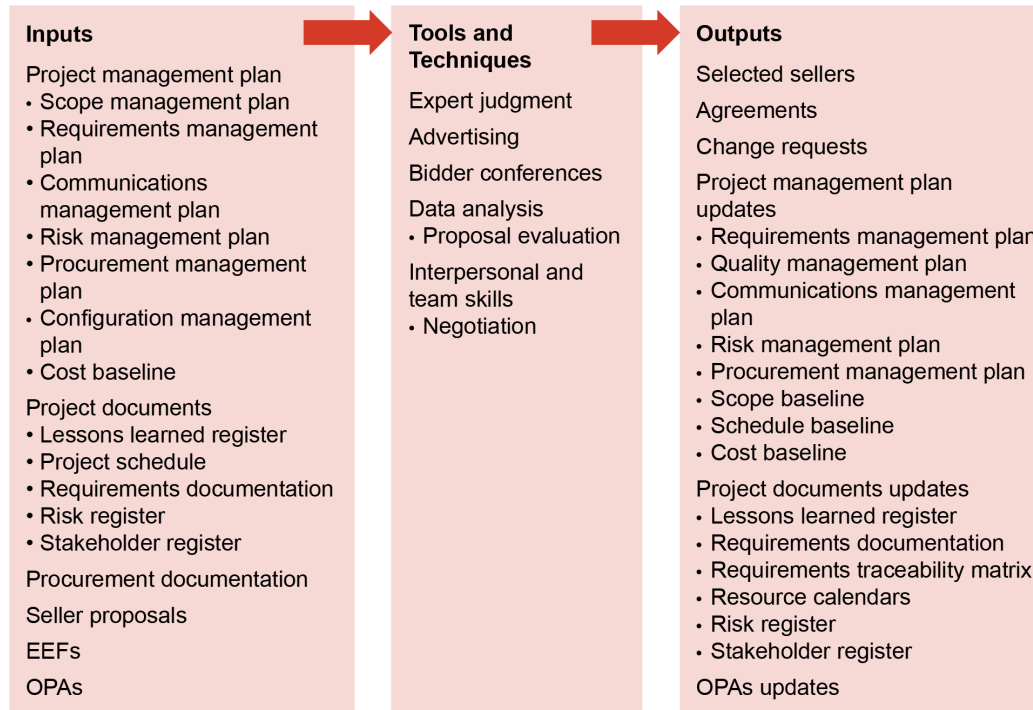 Inputs
Project management plan
• Scope management plan
• Requirements management
plan
• Communications
management plan
• Risk management plan
• Procurement management
plan
• Configuration management
plan
• Cost baseline
Project documents
• Lessons learned register
• Project schedule
• Requirements documentation
• Risk register
• Stakeholder register
Procurement documentation
Seller proposals
EEFs
OPAs
Tools and
Techniques
Expert judgment
Advertising
Bidder conferences
Data analysis
• Proposal evaluation
Interpersonal and
team skills
• Negotiation
Outputs
Selected sellers
Agreements
Change requests
Project management plan
updates
• Requirements management plan
• Quality management plan
• Communications management
plan
• Risk management plan
• Procurement management plan
• Scope baseline
• Schedule baseline
• Cost baseline
Project documents updates
• Lessons learned register
• Requirements documentation
• Requirements traceability matrix
• Resource calendars
• Risk register
• Stakeholder register
OPAs updates